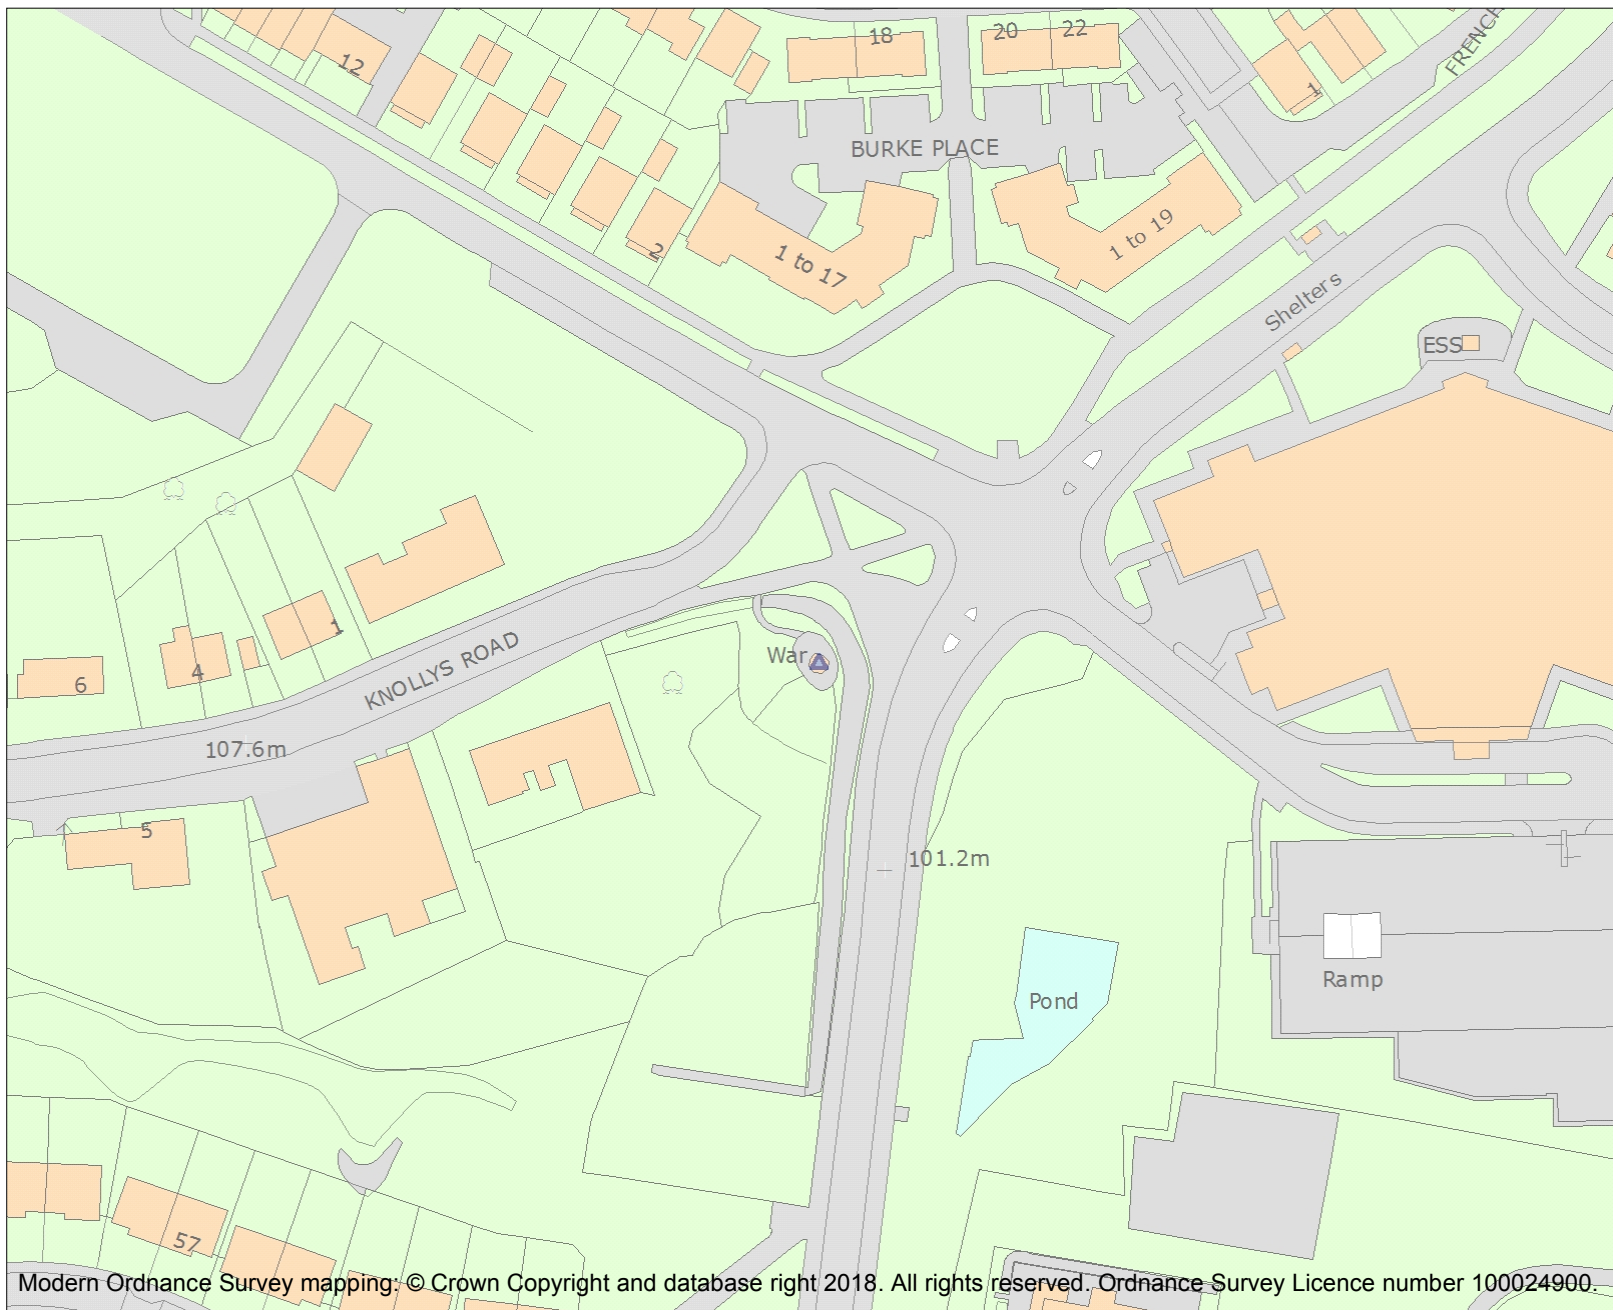 18
20
22
FRENCH
12
1
BURKE PLACE
1 to 19
2
1 to 17
Shelters
ESS
1
KNOLLYS ROAD
War
4
6
107.6m
5
101.2m
Ramp
Pond
57
Modern Ordnance Survey mapping: © Crown Copyright and database right 2018. All rights reserved. Ordnance Survey Licence number 100024900.